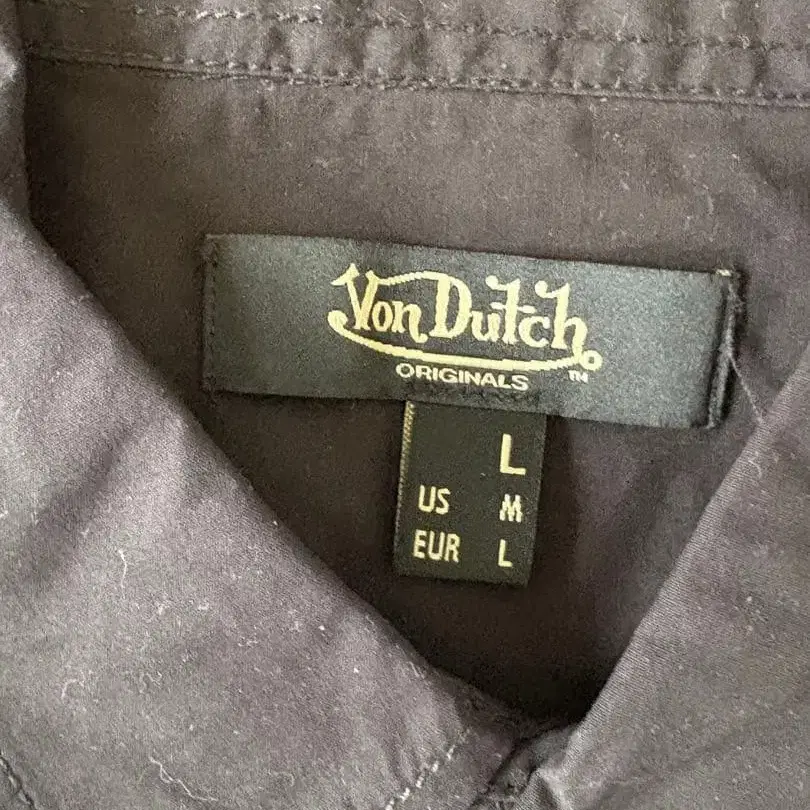 Von Dutch
ORIGINALS ™
L
US M
EUR L